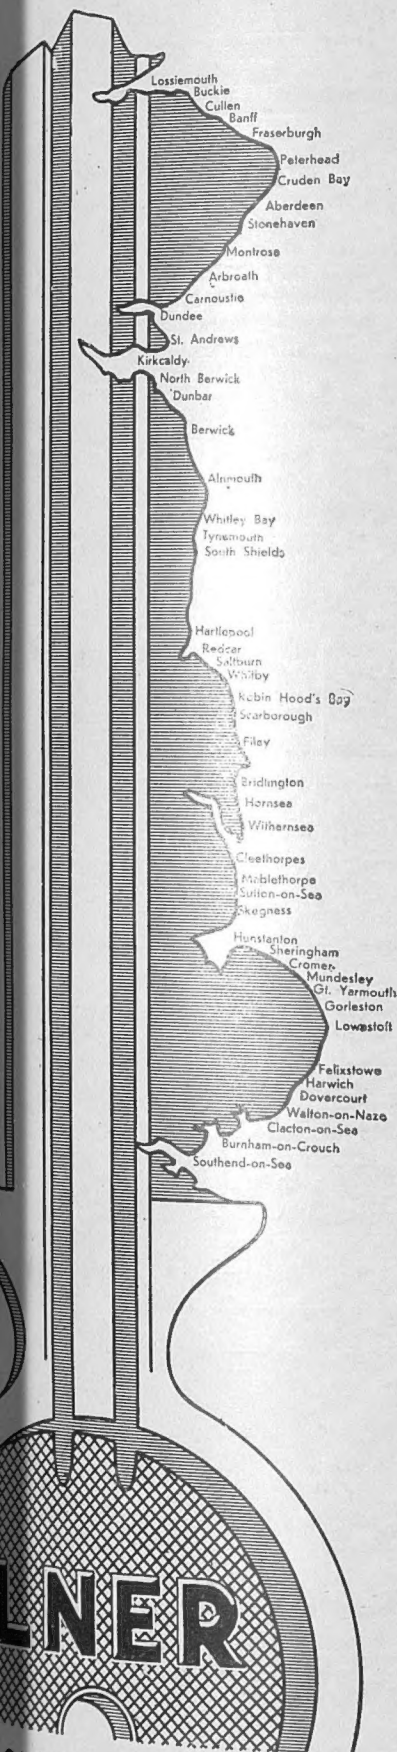 Lossiemouth
Buckie
Cullen
Banff
Fraserburgh
Peterhead
Cruden Bay
Aberdeen
Stonehaven
Montrose
Arbroath
Carnoustie
Dundee
St. Andrews
Kirkcaldy
North Berwick
Dunbar
Berwick
Alnmouth
Whitley Bay
Tynemouth
South Shields
Hartlepool
Redcar
Saltburn
Whitby
Robin Hood's Bay
Scarborough
Filey
Bridlington
Hornsea
Withernsea
Cleethorpes
Mablethorpe
Sutton-on-Sea
Skegness
Hunstanton
Sheringham
Cromer
Mundesley
Gt. Yarmouth
Gorleston
Lowestoft
Felixstowe
Harwich
Dovercourt
Walton-on-Naze
Clacton-on-Sea
Burnham-on-Crouch
Southend-on-Sea
LNER